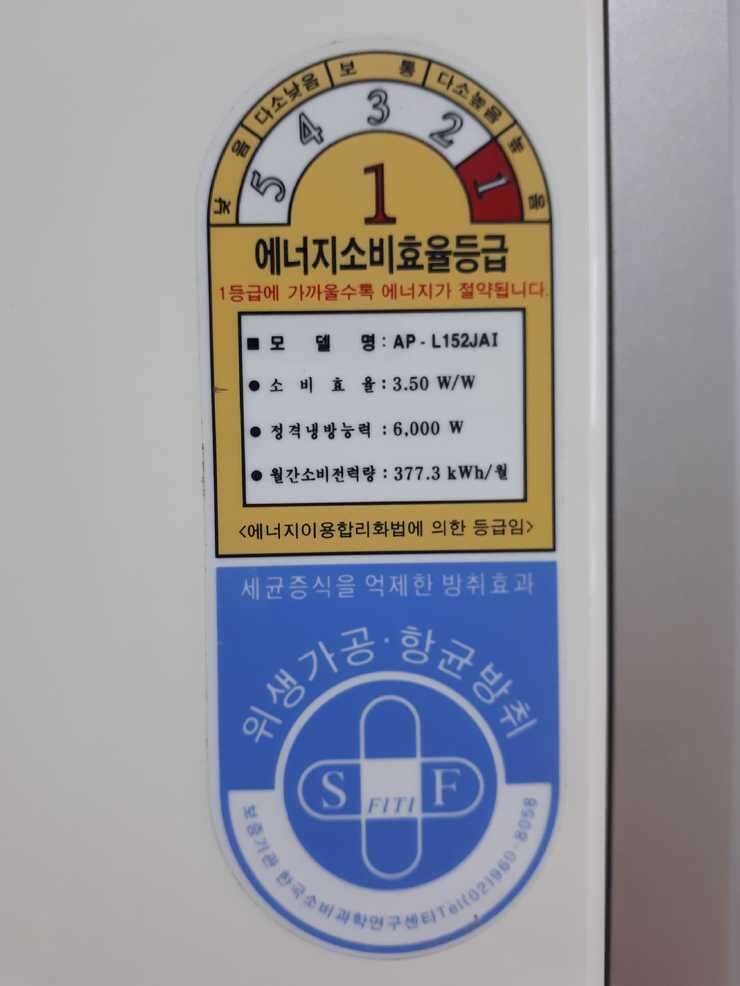 낮음 다소낮음 보통 다소높음 높음
5 4 3 2 1
1
에너지소비효율등급
1등급에 가까울수록 에너지가 절약됩니다.
■ 모 델 명 : AP - L152JAI
● 소 비 효 율 : 3.50 W/W
● 정격냉방능력 : 6,000 W
● 월간소비전력량 : 377.3 kWh/월
<에너지이용합리화법에 의한 등급임>
세균증식을 억제한 방취효과
위생가공·항균방취
S FITI F
보증기관 한국소비과학연구센터 Tel(02)960-8058